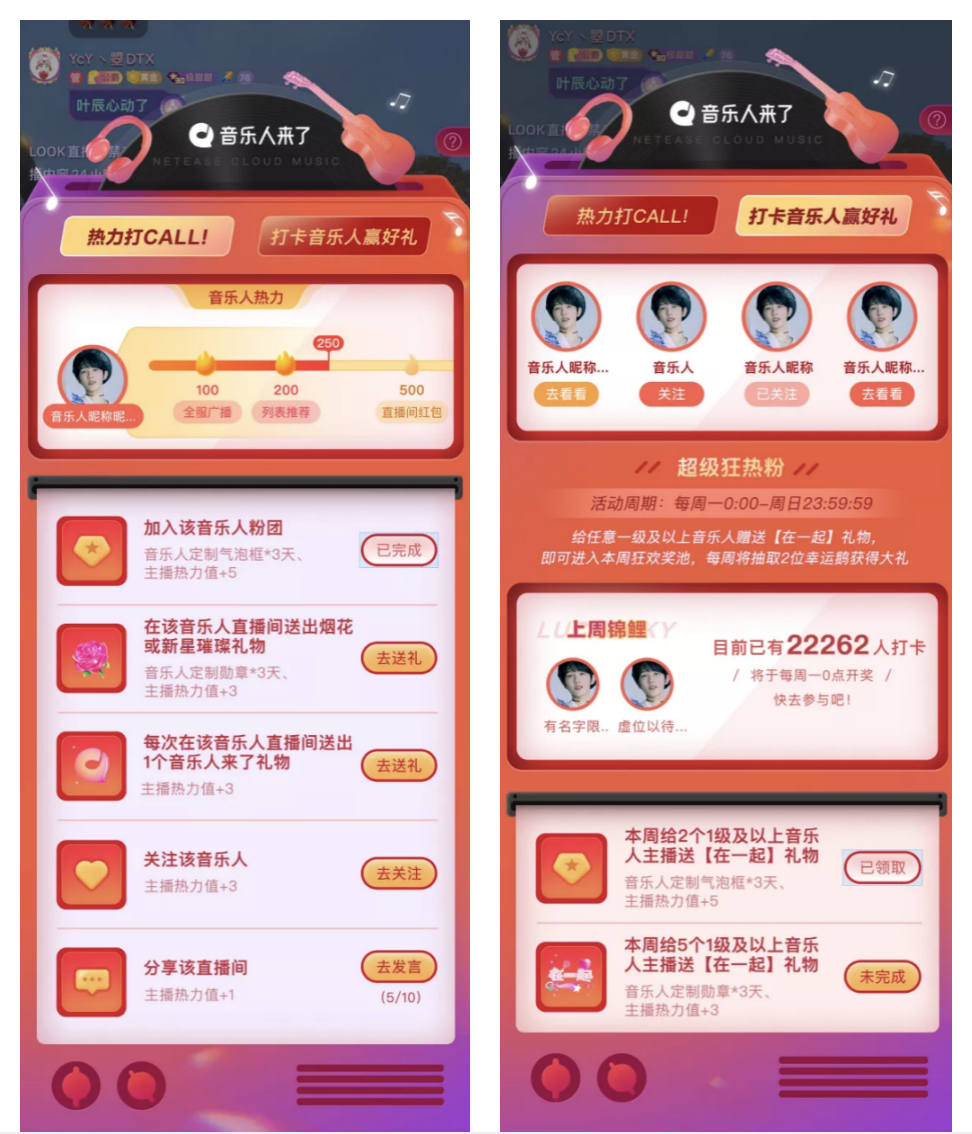 YcY丶翌DTX
管 公爵 黄金 极甜甜 76
叶辰心动了
LOOK直
禁
音乐人来了
NETEASE CLOUD MUSIC
热力打CALL!
打卡音乐人赢好礼
音乐人热力
250
100
200
500
全服广播
列表推荐
直播间红包
音乐人昵称昵...
加入该音乐人粉团
音乐人定制气泡框*3天、
主播热力值+5
已完成
在该音乐人直播间送出烟花
或新星璀璨礼物
音乐人定制勋章*3天、
主播热力值+3
去送礼
每次在该音乐人直播间送出
1个音乐人来了礼物
主播热力值+3
去送礼
关注该音乐人
主播热力值+3
去关注
分享该直播间
主播热力值+1
去发言
(5/10)
YcY丶翌DTX
管 公爵 黄金 极甜甜 76
叶辰心动了
LOOK直
禁
音乐人来了
NETEASE CLOUD MUSIC
热力打CALL!
打卡音乐人赢好礼
音乐人昵称...
音乐人
音乐人昵称
音乐人昵称...
去看看
关注
已关注
去看看
超级狂热粉
活动周期：每周一0:00-周日23:59:59
给任意一级及以上音乐人赠送【在一起】礼物，
即可进入本周狂欢奖池，每周将抽取2位幸运鹅获得大礼
上周锦鲤
有名字限..
虚位以待...
目前已有22262人打卡
/ 将于每周一0点开奖 /
快去参与吧！
本周给2个1级及以上音乐
人主播送【在一起】礼物
音乐人定制气泡框*3天、
主播热力值+5
已领取
在一起
本周给5个1级及以上音乐
人主播送【在一起】礼物
音乐人定制勋章*3天、
主播热力值+3
未完成